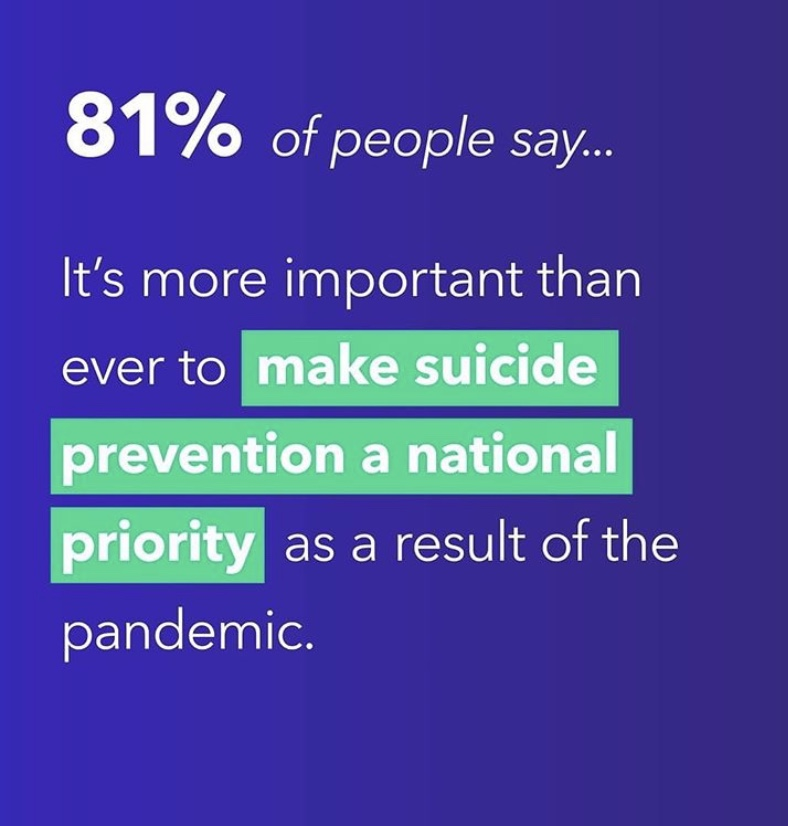 81% of people say...
It’s more important than
ever to make suicide
prevention a national
priority as a result of the
pandemic.